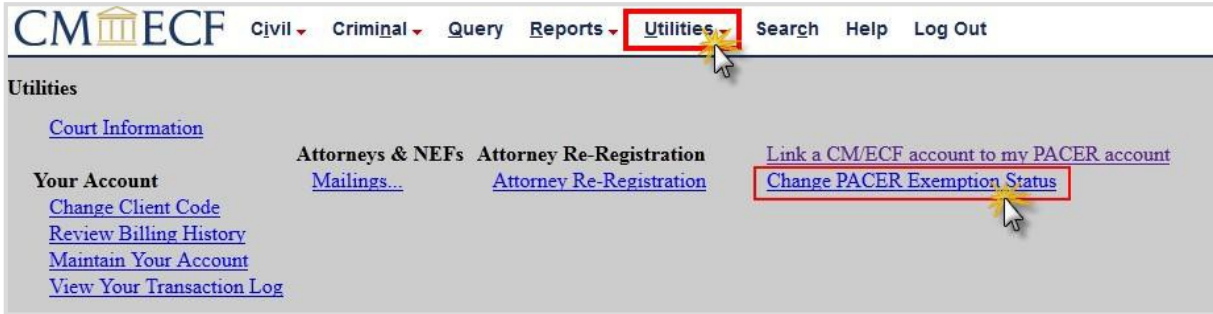 CM ECF Civil Criminal Query Reports Utilities Search Help Log Out
Utilities
Court Information
Attorneys & NEFs Attorney Re-Registration Link a CM/ECF account to my PACER account
Your Account Mailings... Attorney Re-Registration Change PACER Exemption Status
Change Client Code
Review Billing History
Maintain Your Account
View Your Transaction Log